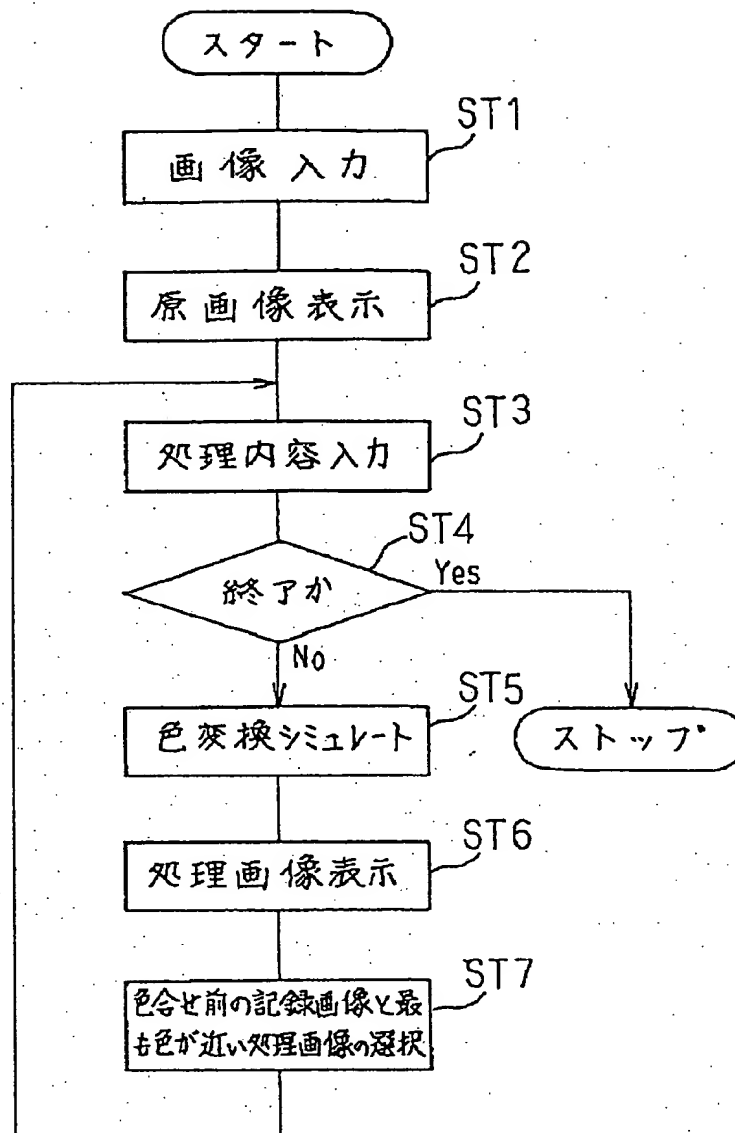 スタート
ST1
画像入力
ST2
原画像表示
ST3
処理内容入力
ST4
終了か
Yes
No
ST5
色変換シミュレート
ストップ
ST6
処理画像表示
ST7
色合せ前の記録画像と最
も色が近い処理画像の選択